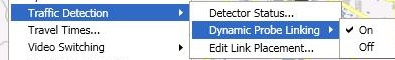 Traffic Detection
Travel Times...
Video Switching
Detector Status...
Dynamic Probe Linking
Edit Link Placement...
On
Off